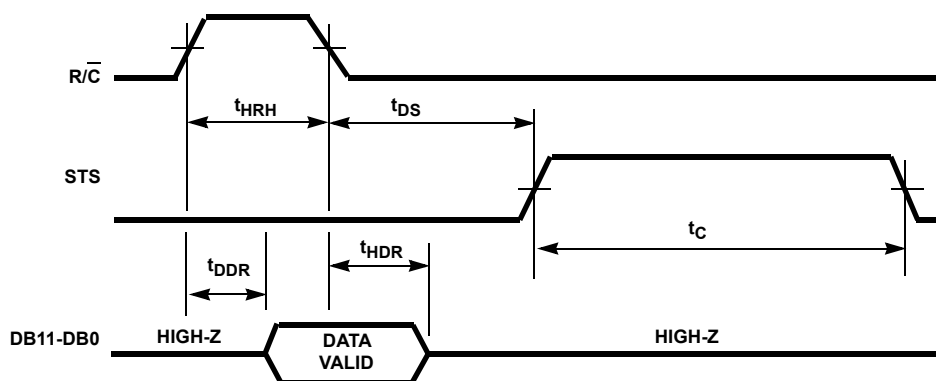 R/C̅
tHRH
tDS
STS
tC
tHDR
tDDR
DB11-DB0
HIGH-Z
DATA
VALID
HIGH-Z